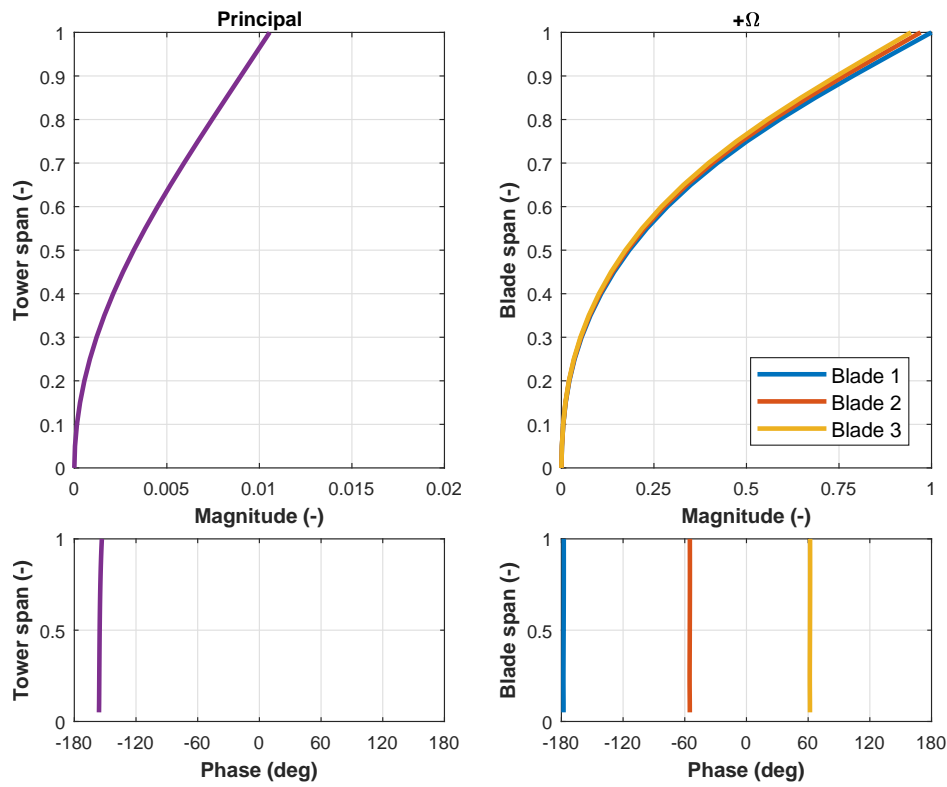 Principal
1
0.9
0.8
0.7
0.6
0.5
0.4
0.3
0.2
0.1
0
Tower span (-)
0 0.005 0.01 0.015 0.02
Magnitude (-)
+Ω
1
0.9
0.8
0.7
0.6
0.5
0.4
0.3
0.2
0.1
0
Blade span (-)
Blade 1
Blade 2
Blade 3
0 0.25 0.5 0.75 1
Magnitude (-)
1
0.5
0
Tower span (-)
-180 -120 -60 0 60 120 180
Phase (deg)
1
0.5
0
Blade span (-)
-180 -120 -60 0 60 120 180
Phase (deg)